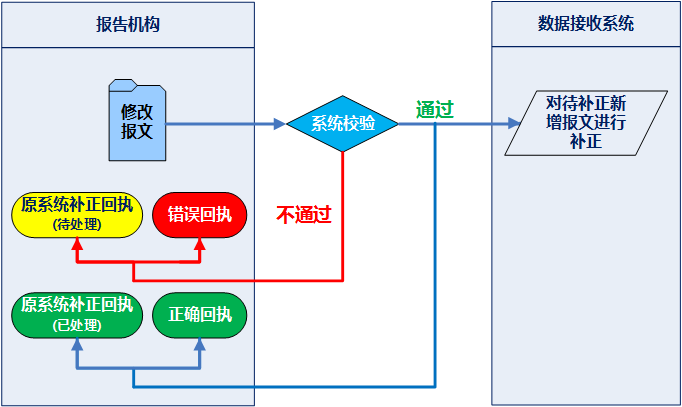 报告机构
数据接收系统
修改
报文
系统校验
通过
对待补正新
增报文进行
补正
原系统补正回执
(待处理)
错误回执
不通过
原系统补正回执
(已处理)
正确回执